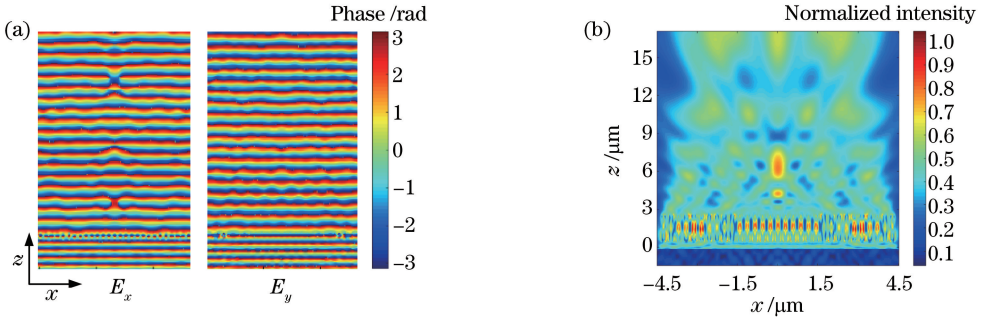 (a)
Phase /rad
3
2
1
0
−1
−2
−3
z
x
Ex
Ey
(b)
Normalized intensity
z /μm
15
12
9
6
3
0
−4.5
−1.5
1.5
4.5
x /μm
1.0
0.9
0.8
0.7
0.6
0.5
0.4
0.3
0.2
0.1